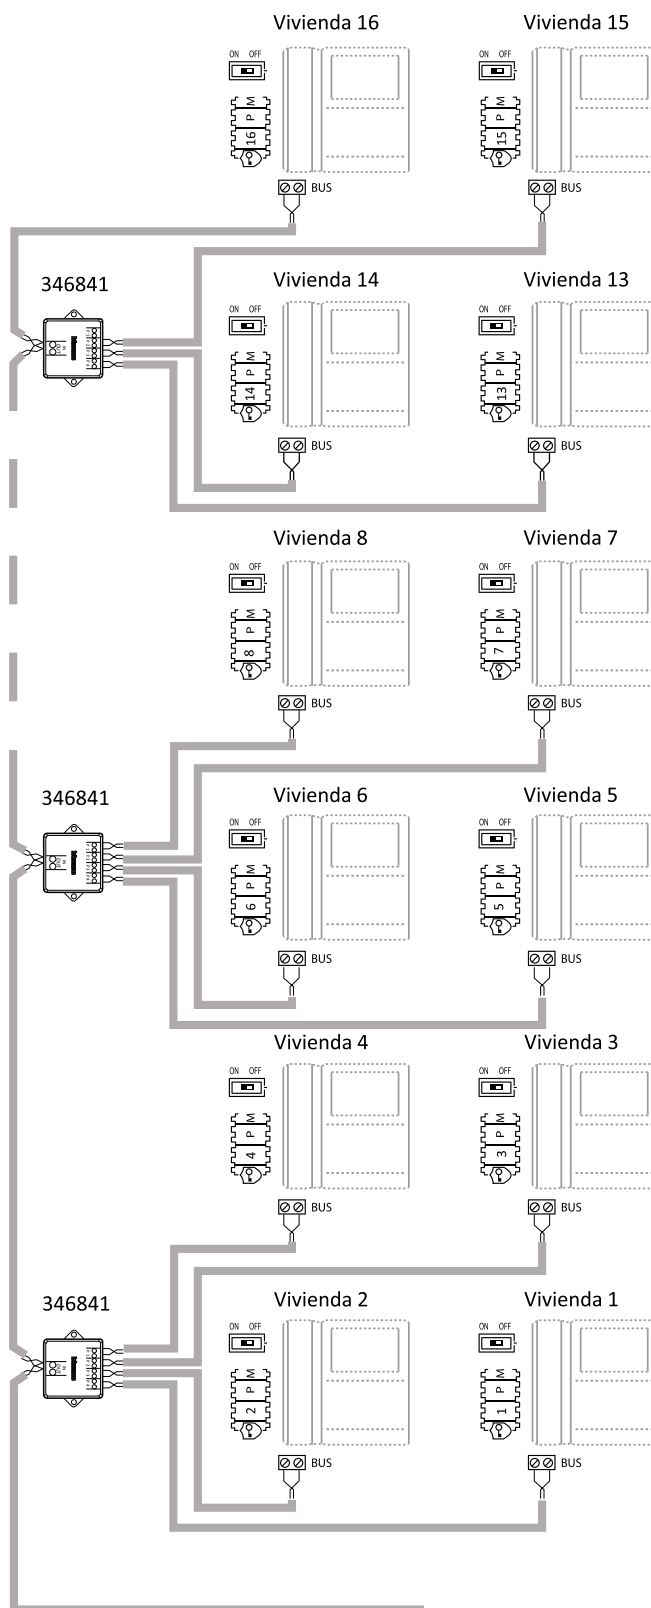 Vivienda 16
Vivienda 15
ON OFF
ON OFF
M
P
16
M
P
15
BUS
BUS
346841
Vivienda 14
Vivienda 13
ON OFF
ON OFF
M
P
14
M
P
13
BUS
BUS
Vivienda 8
Vivienda 7
ON OFF
ON OFF
M
P
8
M
P
7
BUS
BUS
346841
Vivienda 6
Vivienda 5
ON OFF
ON OFF
M
P
6
M
P
5
BUS
BUS
Vivienda 4
Vivienda 3
ON OFF
ON OFF
M
P
4
M
P
3
BUS
BUS
346841
Vivienda 2
Vivienda 1
ON OFF
ON OFF
M
P
2
M
P
1
BUS
BUS